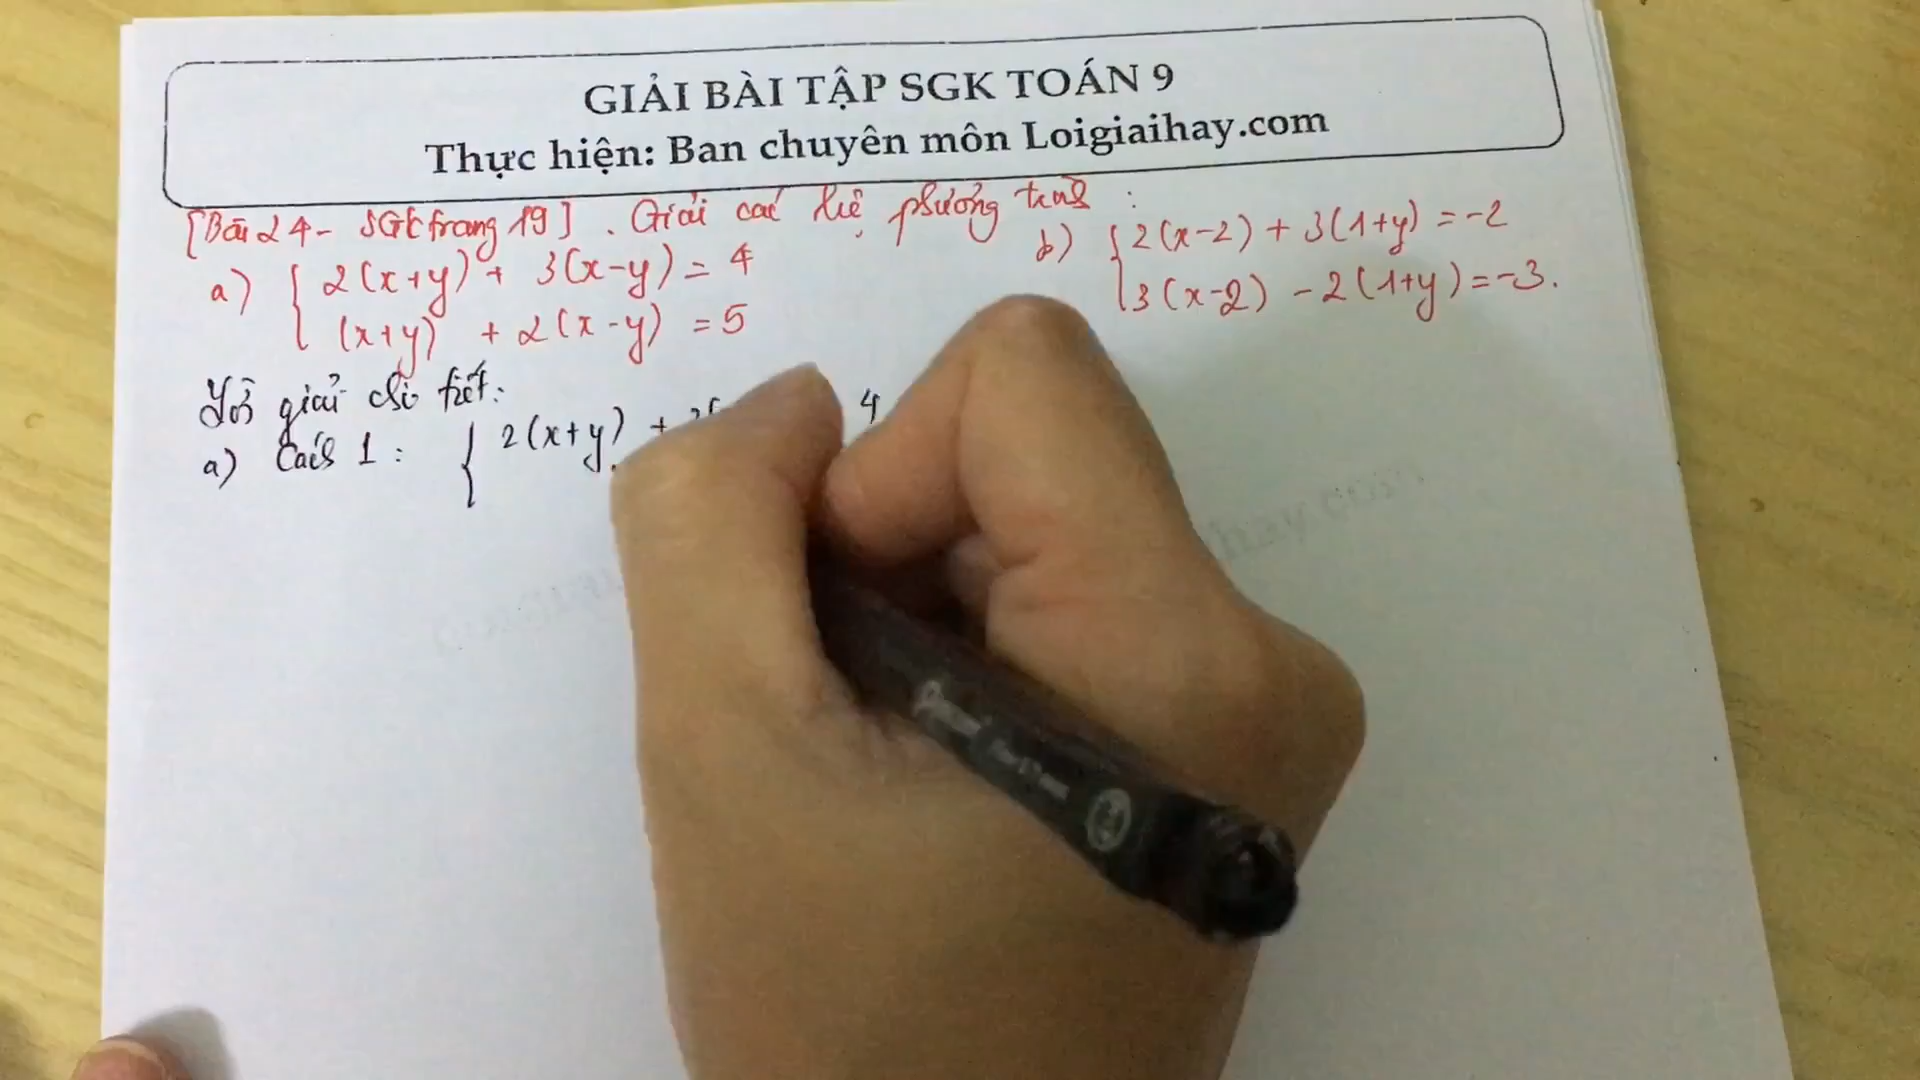 GIẢI BÀI TẬP SGK TOÁN 9
Thực hiện: Ban chuyên môn Loigiaihay.com
[Bài 24 - SGK trang 19]. Giải các hệ phương trình:
a) { 2(x+y) + 3(x-y) = 4
(x+y) + 2(x-y) = 5
b) { 2(x-2) + 3(1+y) = -2
3(x-2) - 2(1+y) = -3.
Lời giải chi tiết:
a) Cách 1: { 2(x+y) + 4